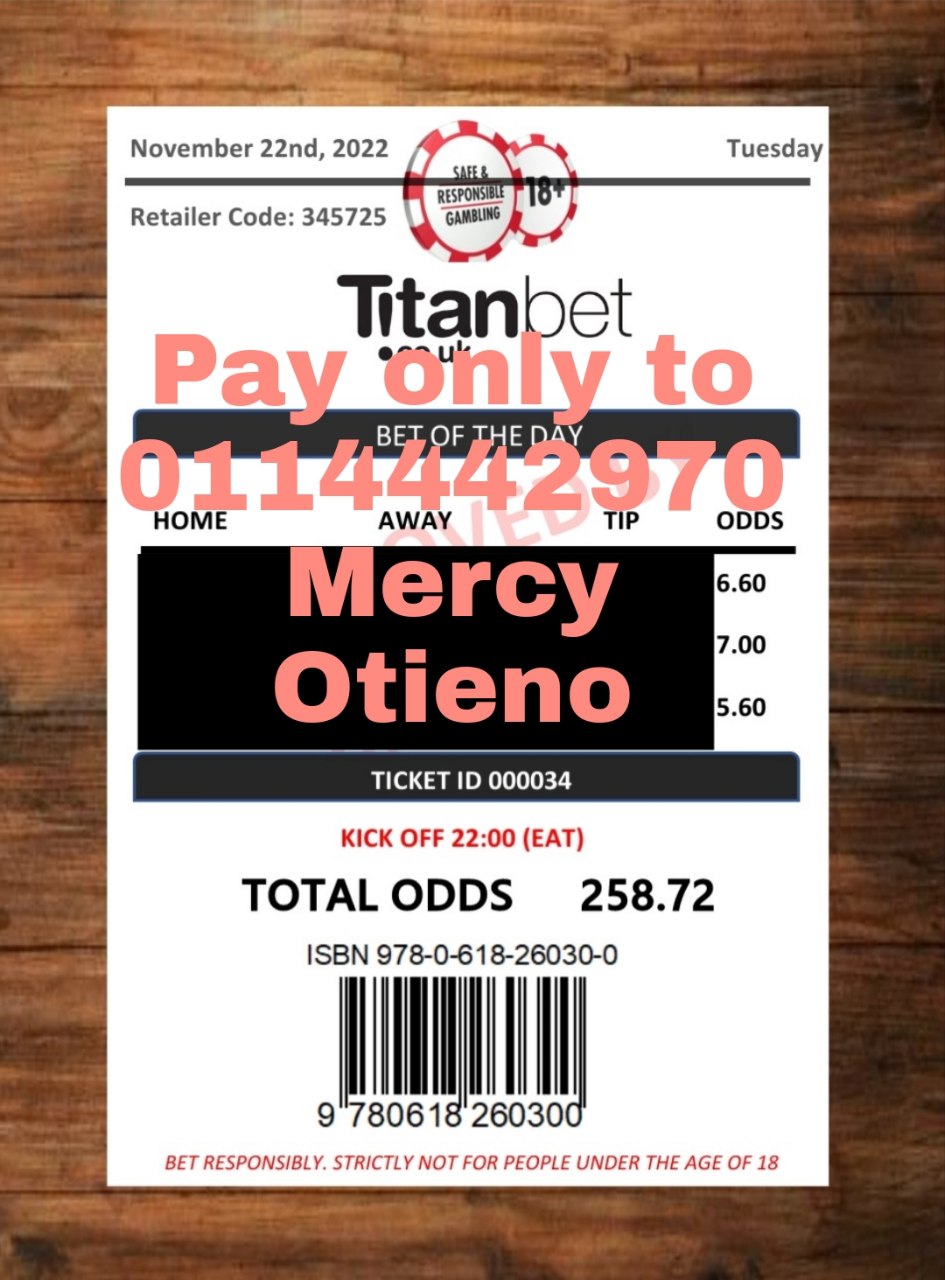 November 22nd, 2022
Tuesday
SAFE &
RESPONSIBLE
GAMBLING
18+
Retailer Code: 345725
Titanbet
.co.uk
Pay only to
BET OF THE DAY
0114442970
HOME AWAY TIP ODDS
Mercy
Otieno
6.60
7.00
5.60
TICKET ID 000034
KICK OFF 22:00 (EAT)
TOTAL ODDS 258.72
ISBN 978-0-618-26030-0
9 780618 260300
BET RESPONSIBLY. STRICTLY NOT FOR PEOPLE UNDER THE AGE OF 18